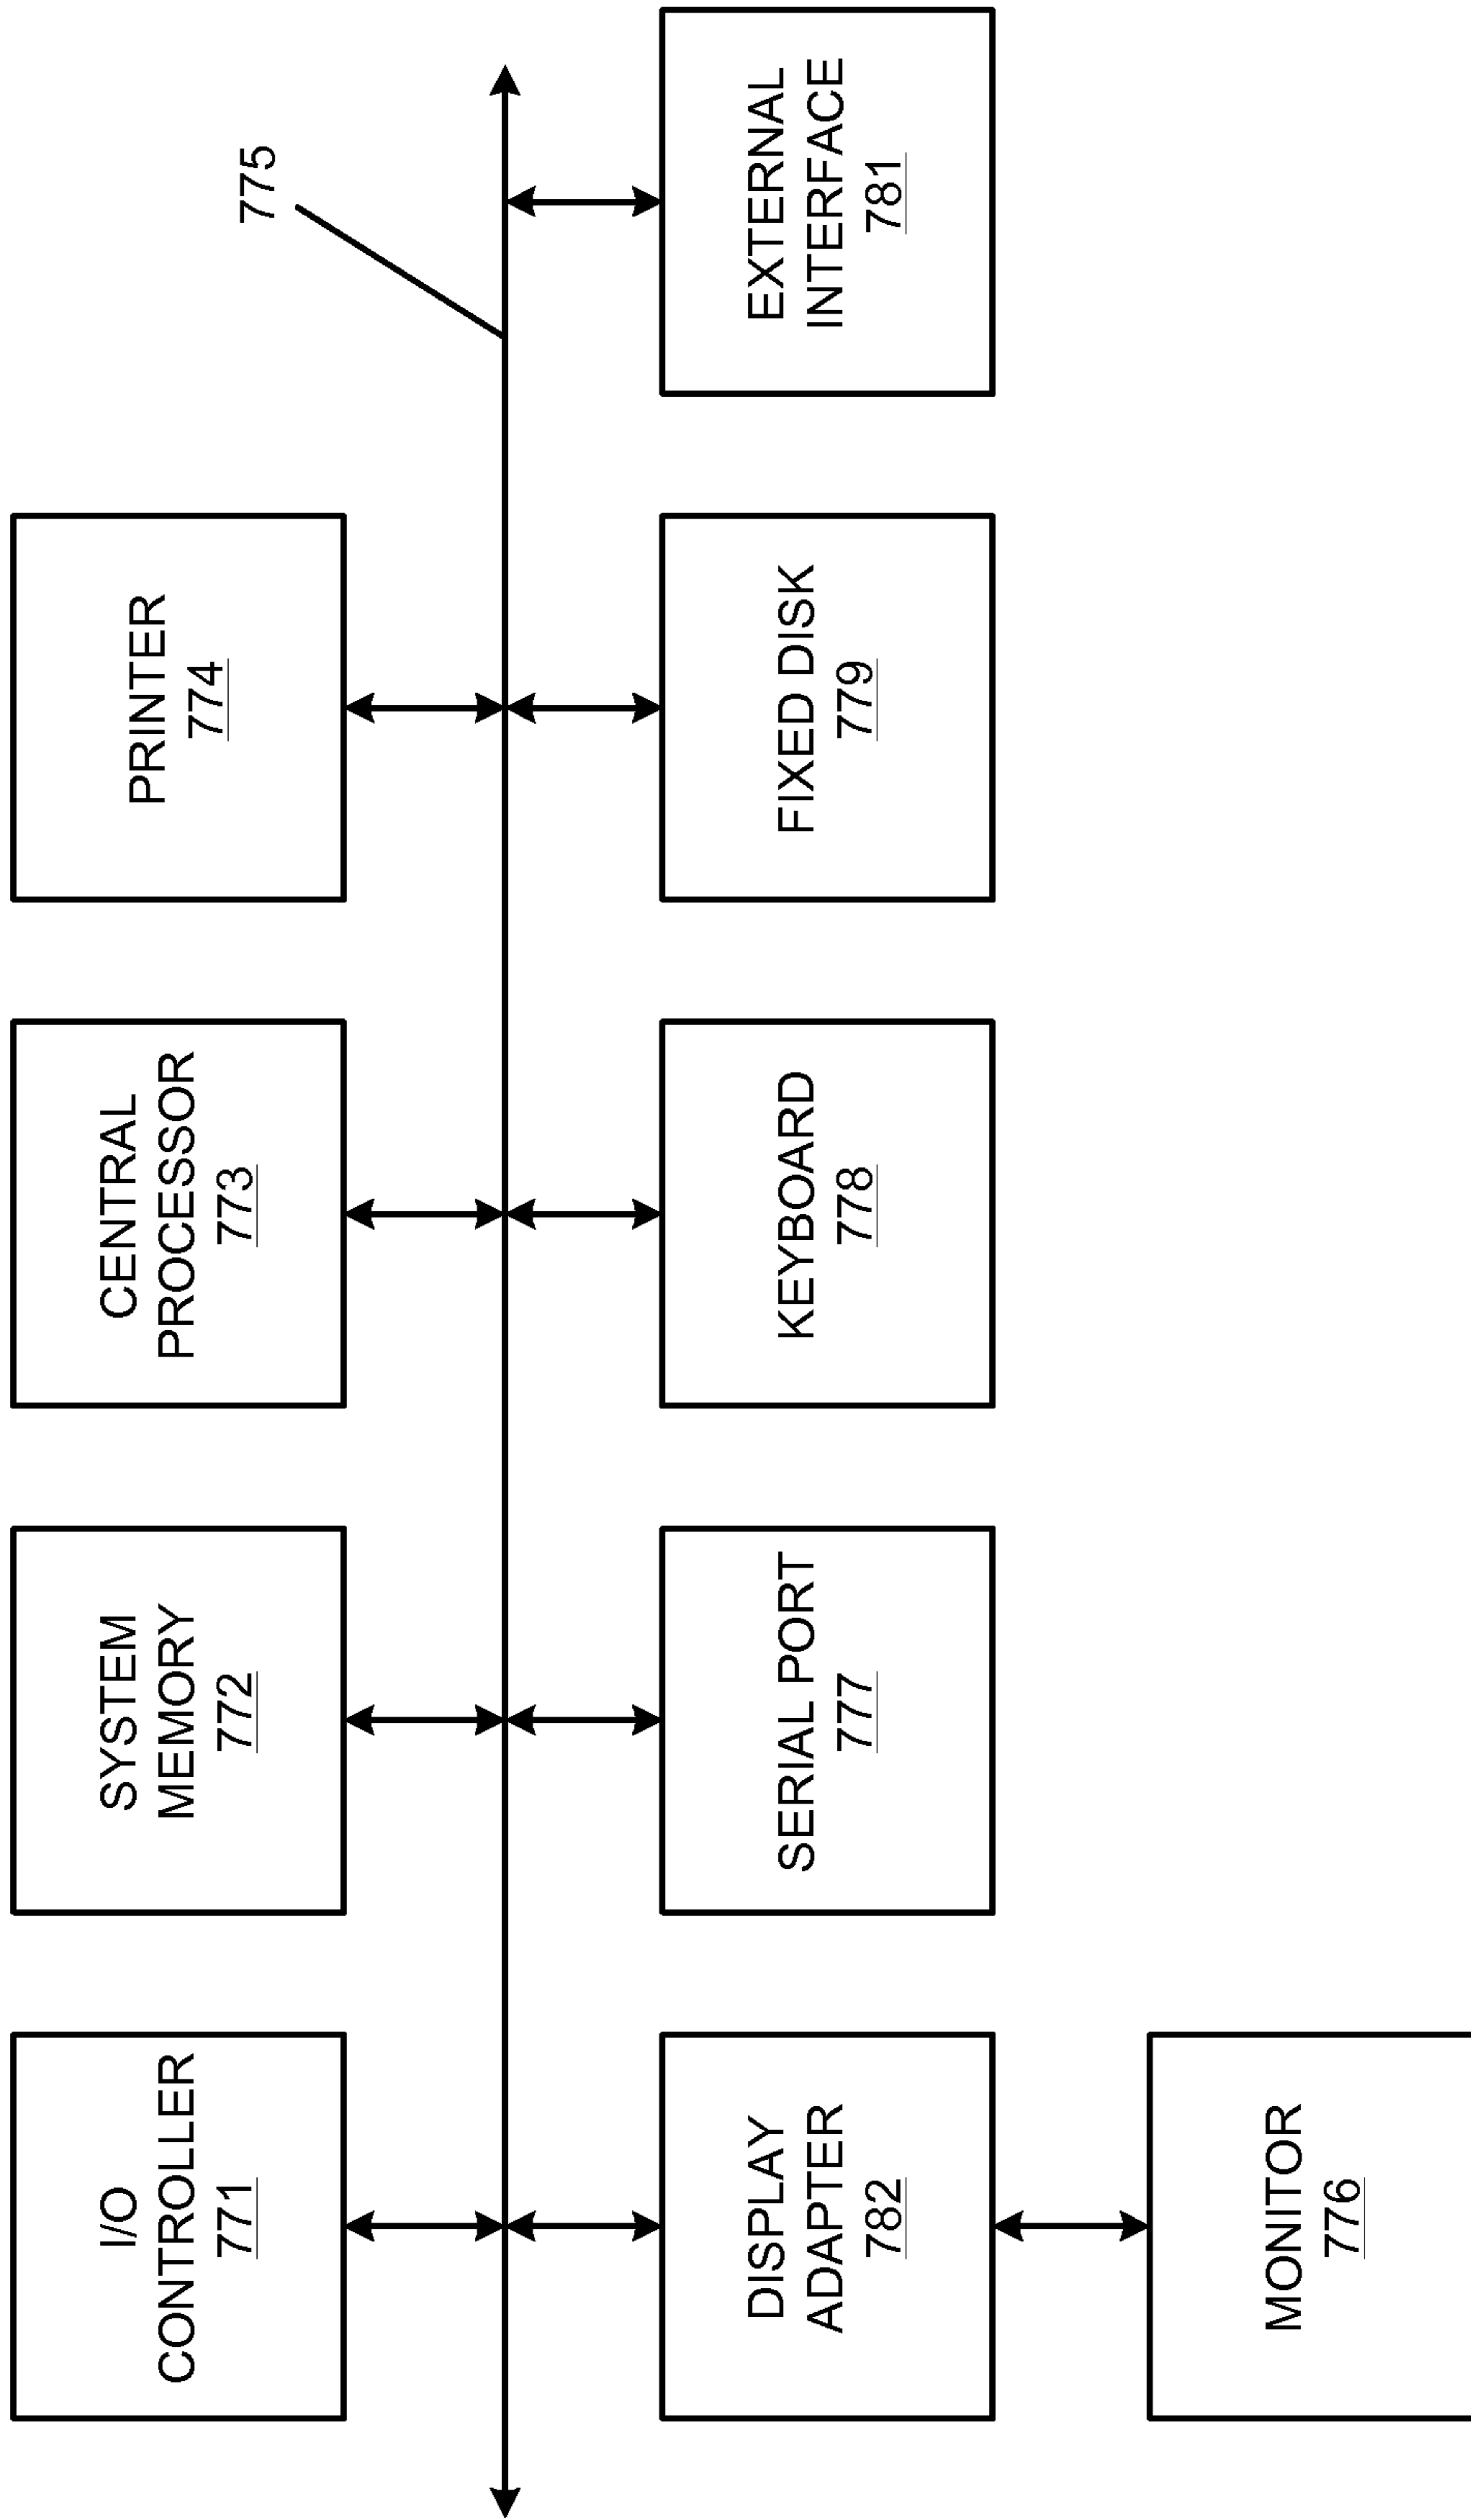 I/O
CONTROLLER
771
SYSTEM
MEMORY
772
CENTRAL
PROCESSOR
773
PRINTER
774
775
DISPLAY
ADAPTER
782
SERIAL PORT
777
KEYBOARD
778
FIXED DISK
779
EXTERNAL
INTERFACE
781
MONITOR
776